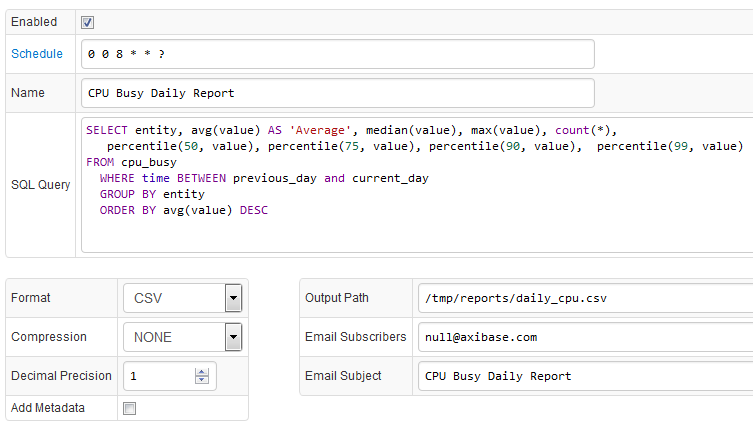 Enabled
Schedule 0 0 8 * * ?
Name CPU Busy Daily Report
SQL Query
SELECT entity, avg(value) AS 'Average', median(value), max(value), count(*),
percentile(50, value), percentile(75, value), percentile(90, value), percentile(99, value)
FROM cpu_busy
WHERE time BETWEEN previous_day and current_day
GROUP BY entity
ORDER BY avg(value) DESC
Format CSV
Compression NONE
Decimal Precision 1
Add Metadata
Output Path /tmp/reports/daily_cpu.csv
Email Subscribers null@axibase.com
Email Subject CPU Busy Daily Report